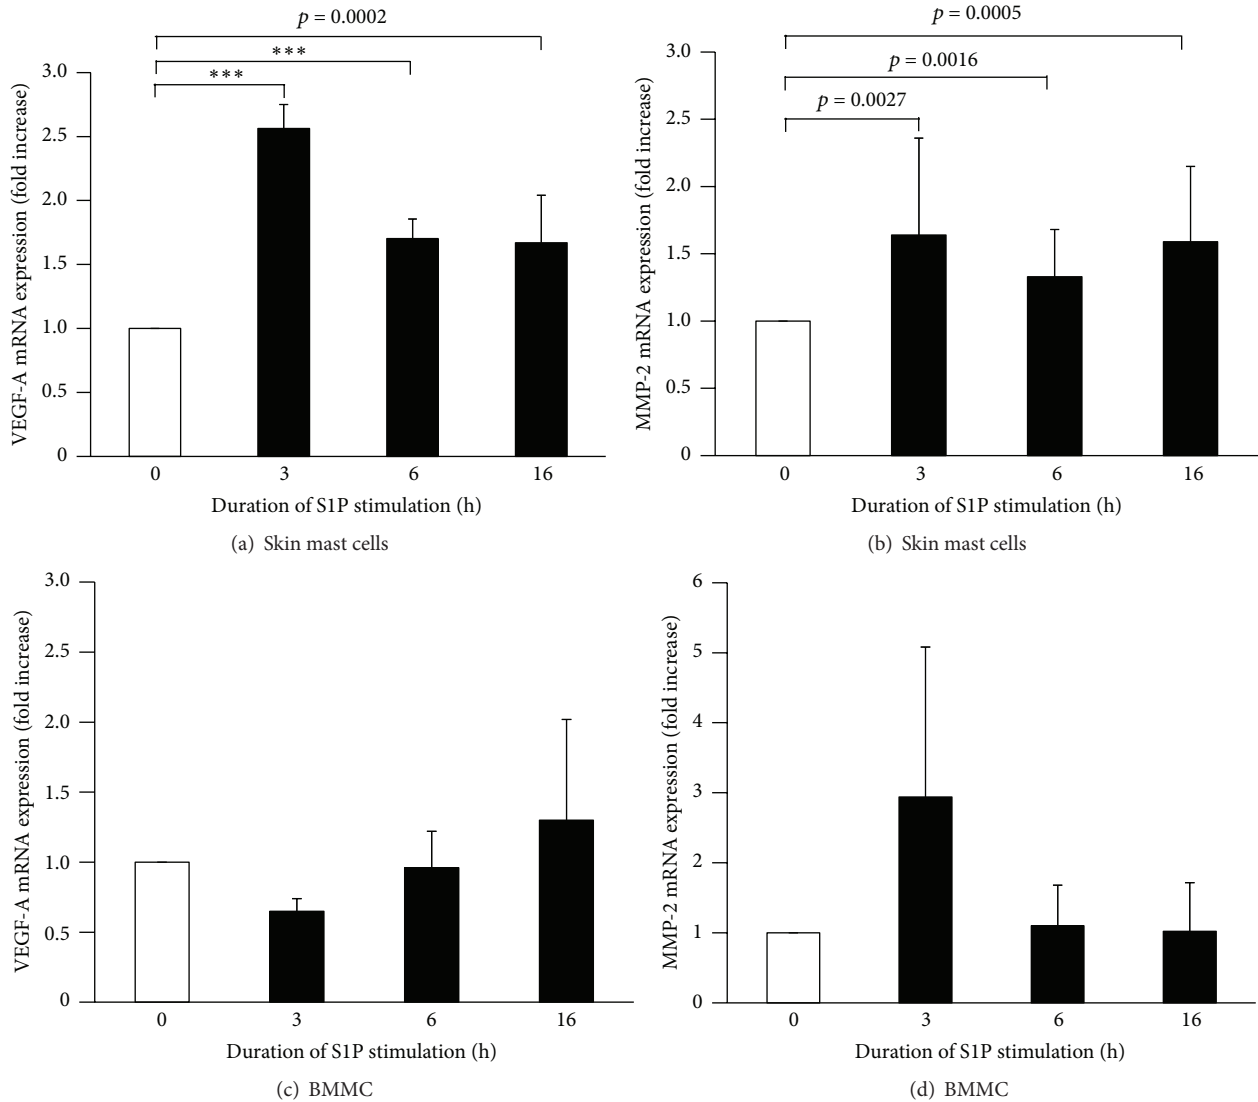 p = 0.0002
***
***
3.0
2.5
2.0
1.5
1.0
0.5
0
VEGF-A mRNA expression (fold increase)
0 3 6 16
Duration of S1P stimulation (h)
(a) Skin mast cells
p = 0.0005
p = 0.0016
p = 0.0027
3.0
2.5
2.0
1.5
1.0
0.5
0
MMP-2 mRNA expression (fold increase)
0 3 6 16
Duration of S1P stimulation (h)
(b) Skin mast cells
3.0
2.5
2.0
1.5
1.0
0.5
0
VEGF-A mRNA expression (fold increase)
0 3 6 16
Duration of S1P stimulation (h)
(c) BMMC
6
5
4
3
2
1
0
MMP-2 mRNA expression (fold increase)
0 3 6 16
Duration of S1P stimulation (h)
(d) BMMC